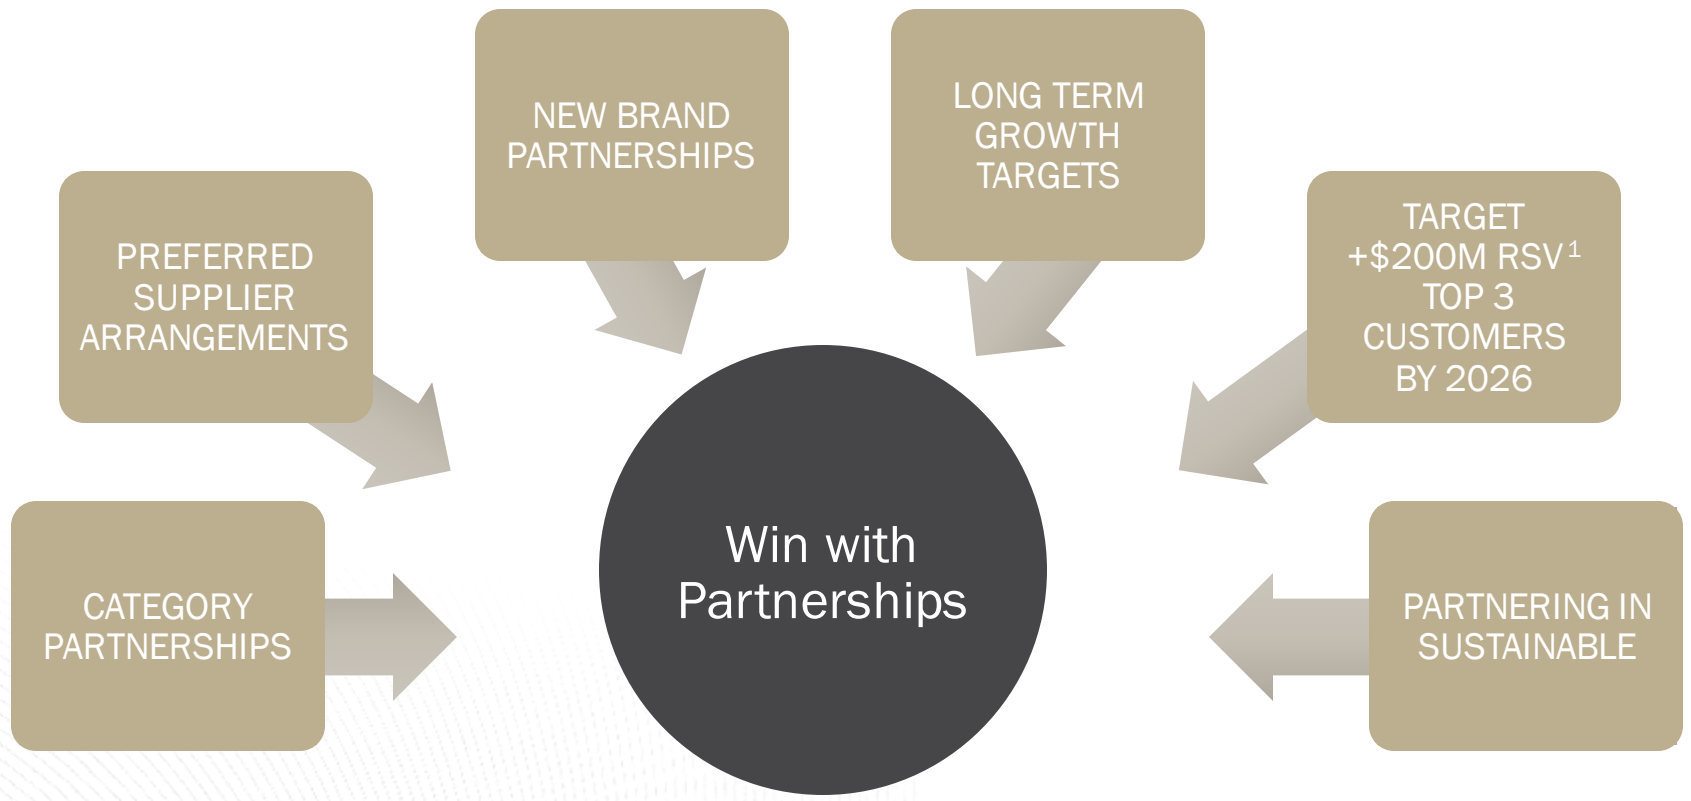 NEW BRAND
PARTNERSHIPS
LONG TERM
GROWTH
TARGETS
PREFERRED
SUPPLIER
ARRANGEMENTS
TARGET
+$200M RSV¹
TOP 3
CUSTOMERS
BY 2026
CATEGORY
PARTNERSHIPS
Win with
Partnerships
PARTNERING IN
SUSTAINABLE